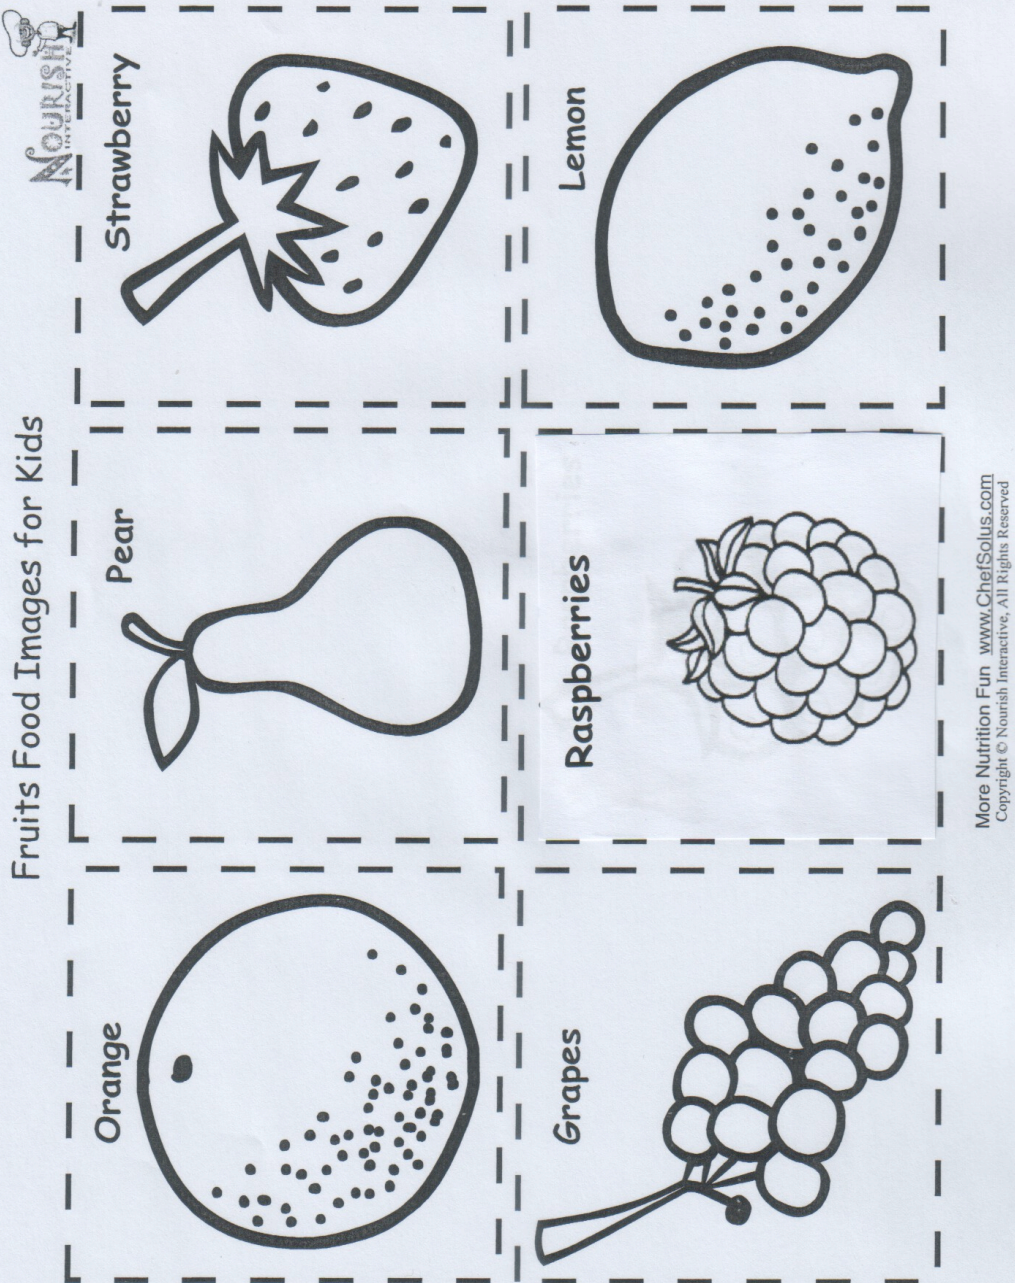 Fruits Food Images for Kids
NOURISH
INTERACTIVE
Orange
Pear
Strawberry
Grapes
Raspberries
Lemon
More Nutrition Fun www.ChefSolus.com
Copyright © Nourish Interactive, All Rights Reserved